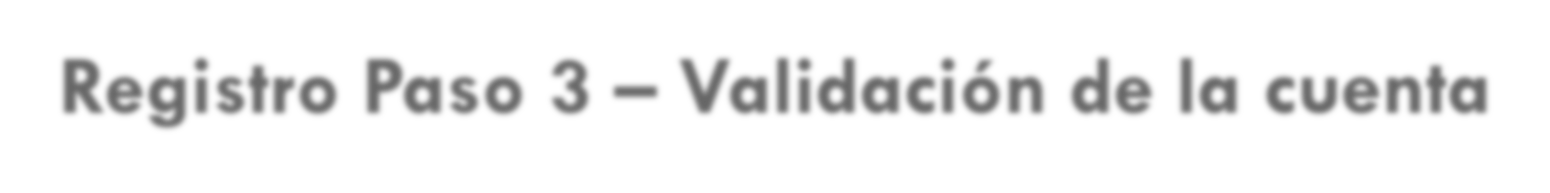 Registro Paso 3 – Validación de la cuenta